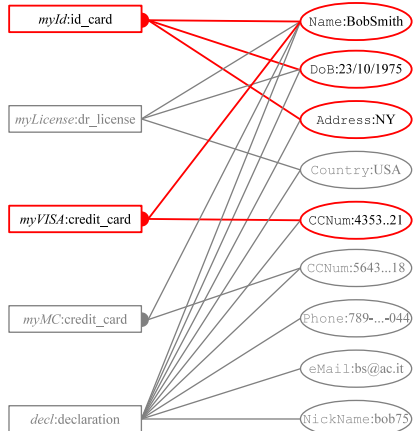 myId:id_card
Name:BobSmith
DoB:23/10/1975
myLicense:dr_license
Address:NY
Country:USA
myVISA:credit_card
CCNum:4353..21
CCNum:5643...18
myMC:credit_card
Phone:789-...-044
eMail:bs@ac.it
decl:declaration
NickName:bob75